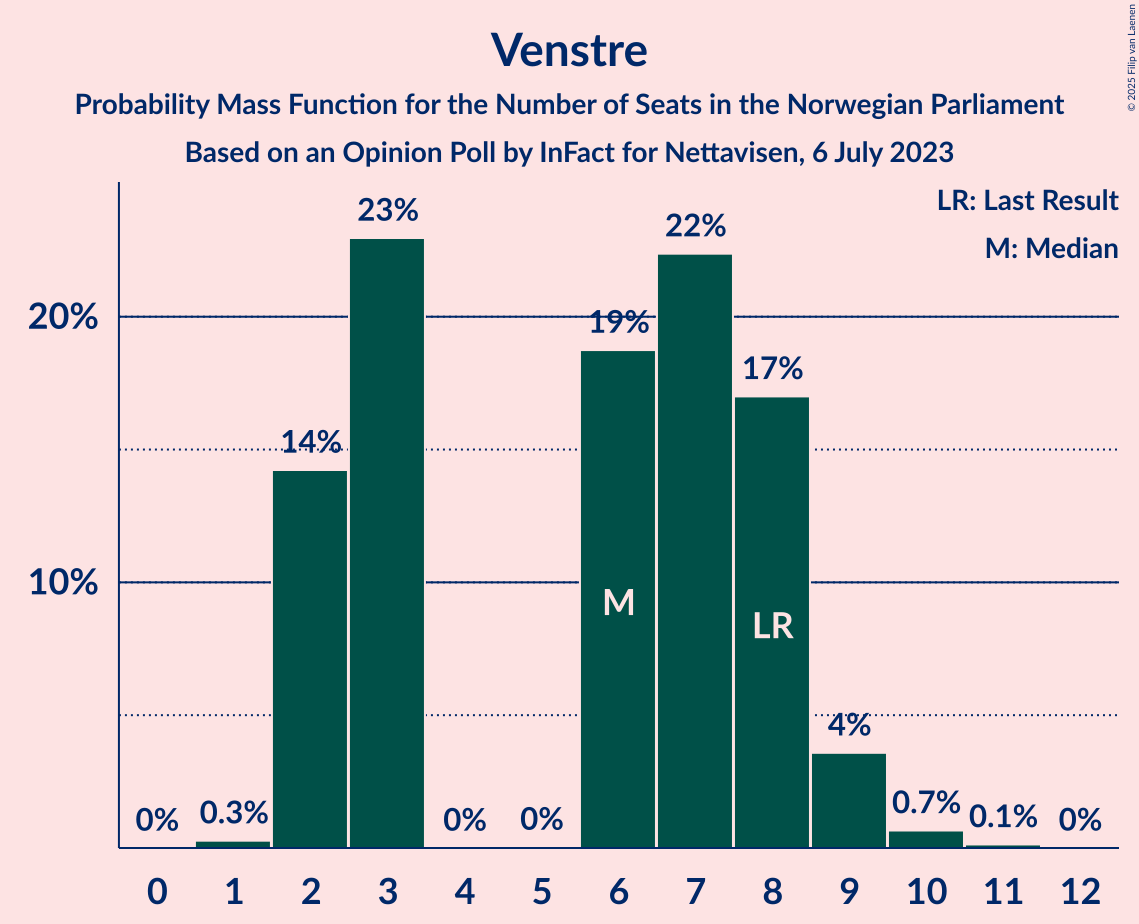 © 2025 Filip van Laenen
Venstre
Probability Mass Function for the Number of Seats in the Norwegian Parliament
Based on an Opinion Poll by InFact for Nettavisen, 6 July 2023
LR: Last Result
M: Median
20%
10%
0%
0.3%
14%
23%
0%
0%
19%
22%
17%
4%
0.7%
0.1%
0%
M
LR
0 1 2 3 4 5 6 7 8 9 10 11 12